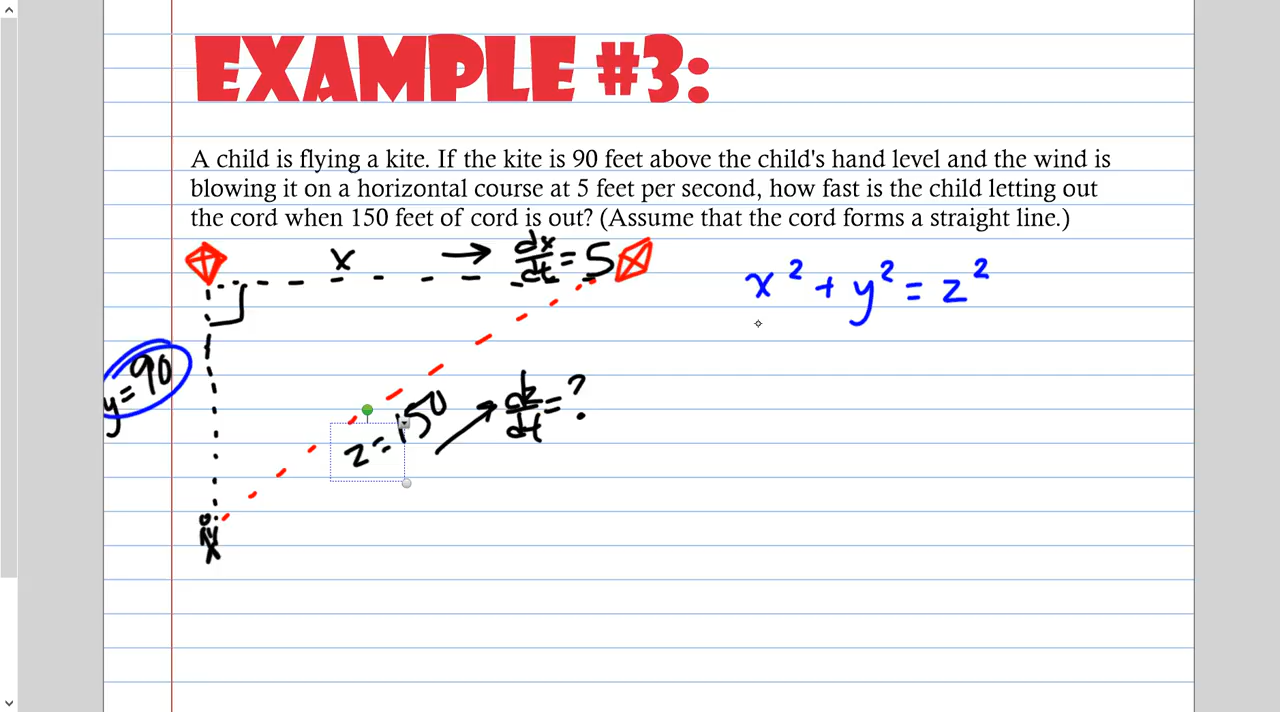 EXAMPLE #3:
A child is flying a kite. If the kite is 90 feet above the child's hand level and the wind is
blowing it on a horizontal course at 5 feet per second, how fast is the child letting out
the cord when 150 feet of cord is out? (Assume that the cord forms a straight line.)
x → dx/dt = 5
x² + y² = z²
y = 90
z = 150 → dz/dt = ?